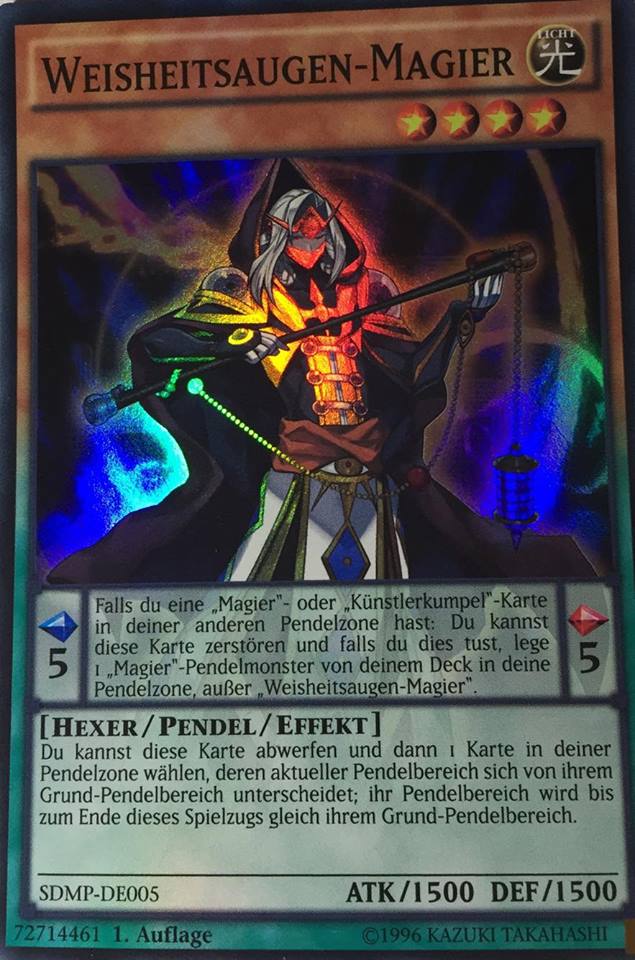 WEISHEITSAUGEN-MAGIER
LICHT
光
Falls du eine „Magier"- oder „Künstlerkumpel"-Karte
in deiner anderen Pendelzone hast: Du kannst
diese Karte zerstören und falls du dies tust, lege
1 „Magier"-Pendelmonster von deinem Deck in deine
Pendelzone, außer „Weisheitsaugen-Magier".
5
5
[HEXER/PENDEL/EFFEKT]
Du kannst diese Karte abwerfen und dann 1 Karte in deiner
Pendelzone wählen, deren aktueller Pendelbereich sich von ihrem
Grund-Pendelbereich unterscheidet; ihr Pendelbereich wird bis
zum Ende dieses Spielzugs gleich ihrem Grund-Pendelbereich.
SDMP-DE005
ATK/1500 DEF/1500
72714461 1. Auflage
©1996 KAZUKI TAKAHASHI